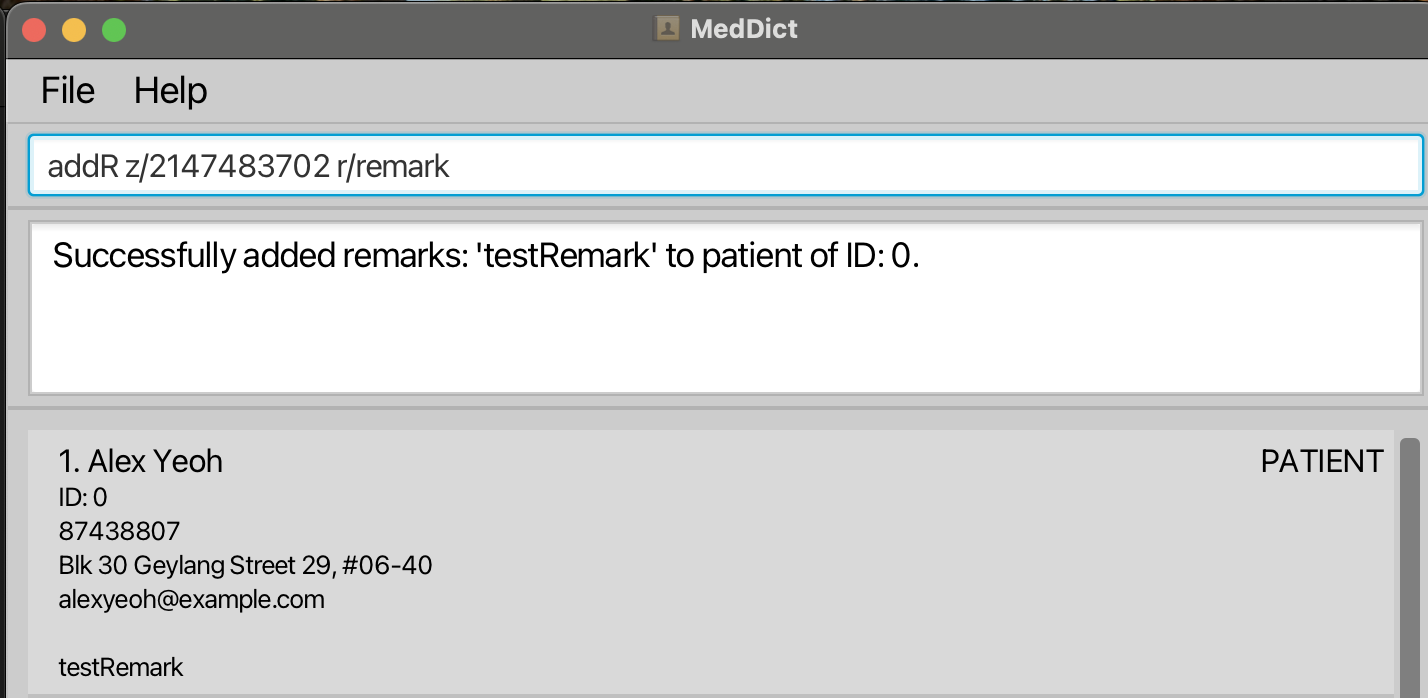 MedDict
File Help
addR z/2147483702 r/remark
Successfully added remarks: 'testRemark' to patient of ID: 0.
1. Alex Yeoh PATIENT
ID: 0
87438807
Blk 30 Geylang Street 29, #06-40
alexyeoh@example.com
testRemark